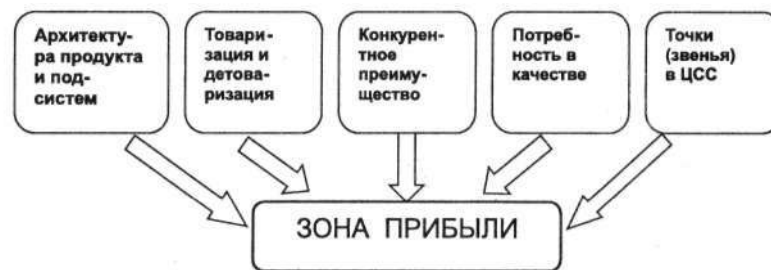 Архитекту-
ра продукта
и под-
систем
Товари-
зация и
детова-
ризация
Конкурен-
тное
преиму-
щество
Потреб-
ность в
качестве
Точки
(звенья)
в ЦСС
ЗОНА ПРИБЫЛИ